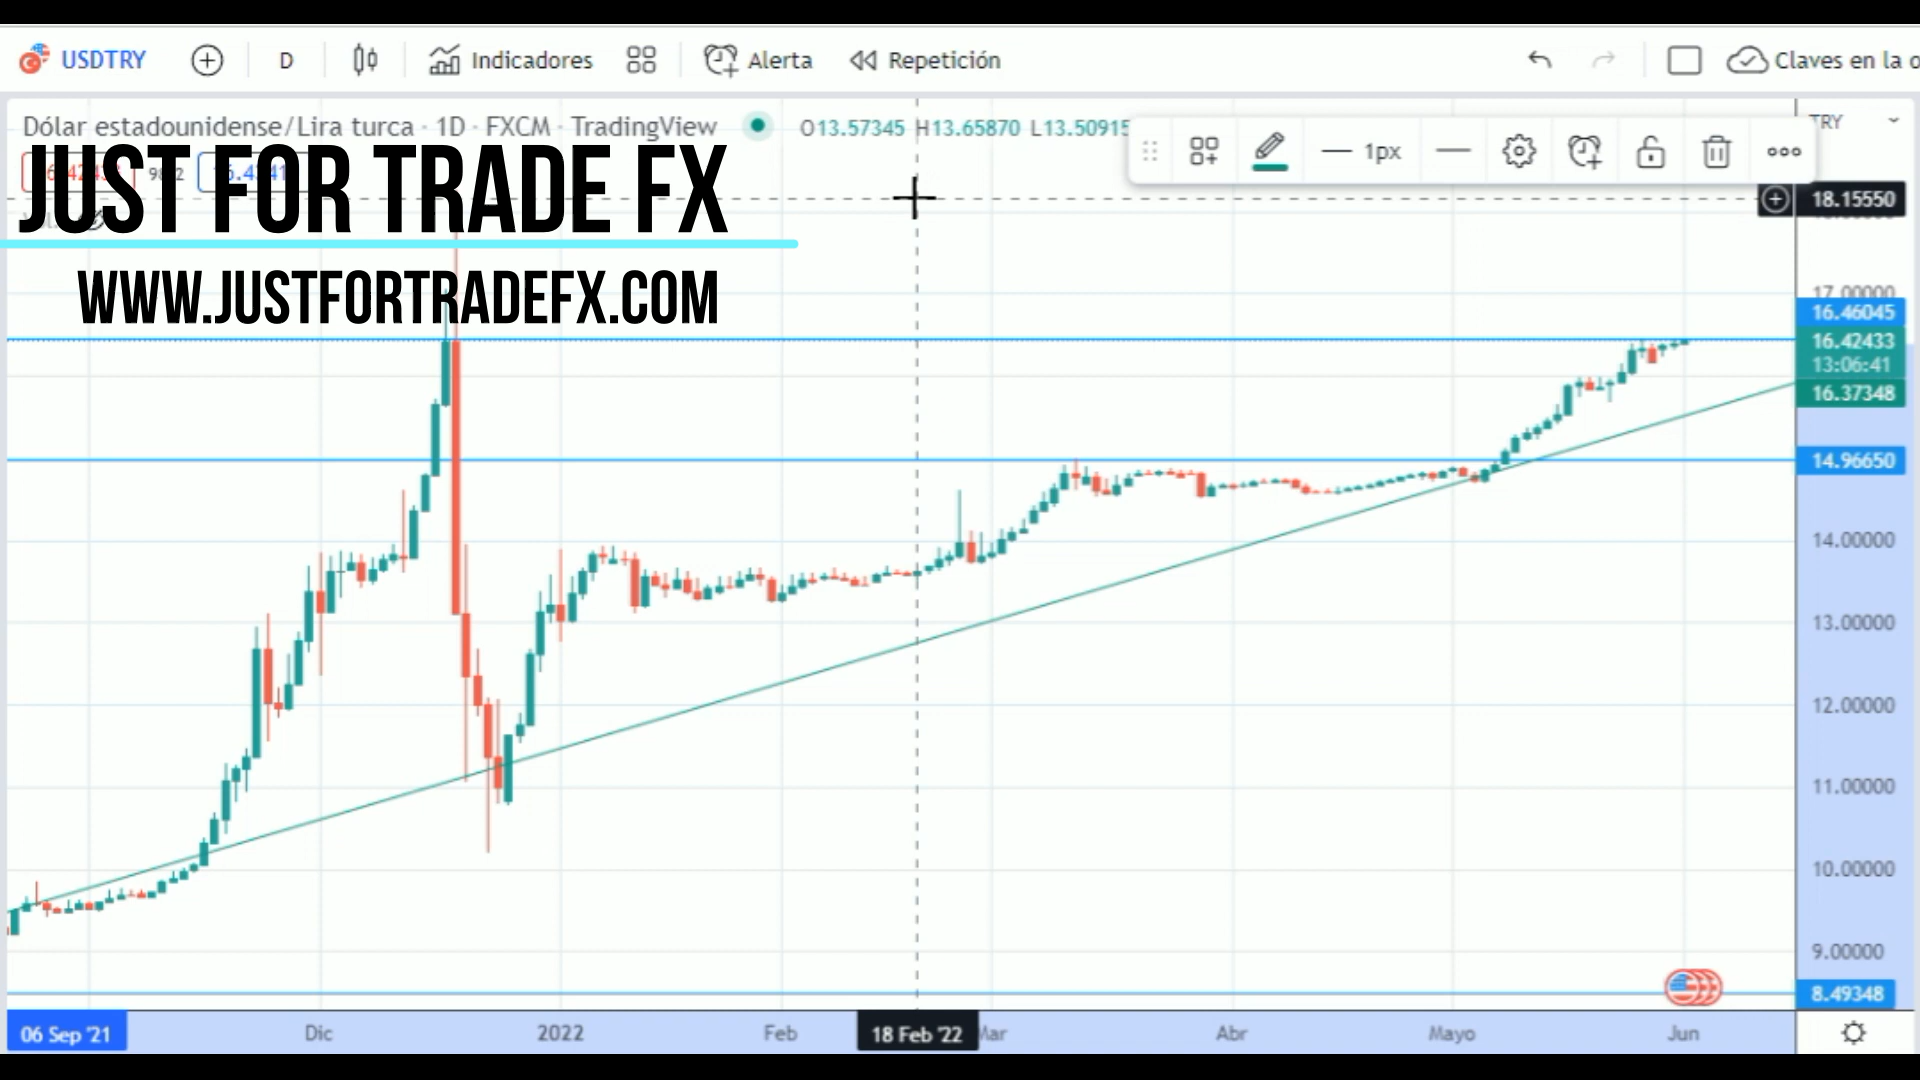 USDTRY D Indicadores Alerta Repetición Claves en la o
Dólar estadounidense/Lira turca · 1D · FXCM · TradingView O13.57345 H13.65870 L13.50915
1px
TRY
JUST FOR TRADE FX
WWW.JUSTFORTRADEFX.COM
18.15550
17.00000
16.46045
16.42433
13:06:41
16.37348
14.96650
14.00000
13.00000
12.00000
11.00000
10.00000
9.00000
8.49348
06 Sep '21 Dic 2022 Feb 18 Feb '22 Mar Abr Mayo Jun